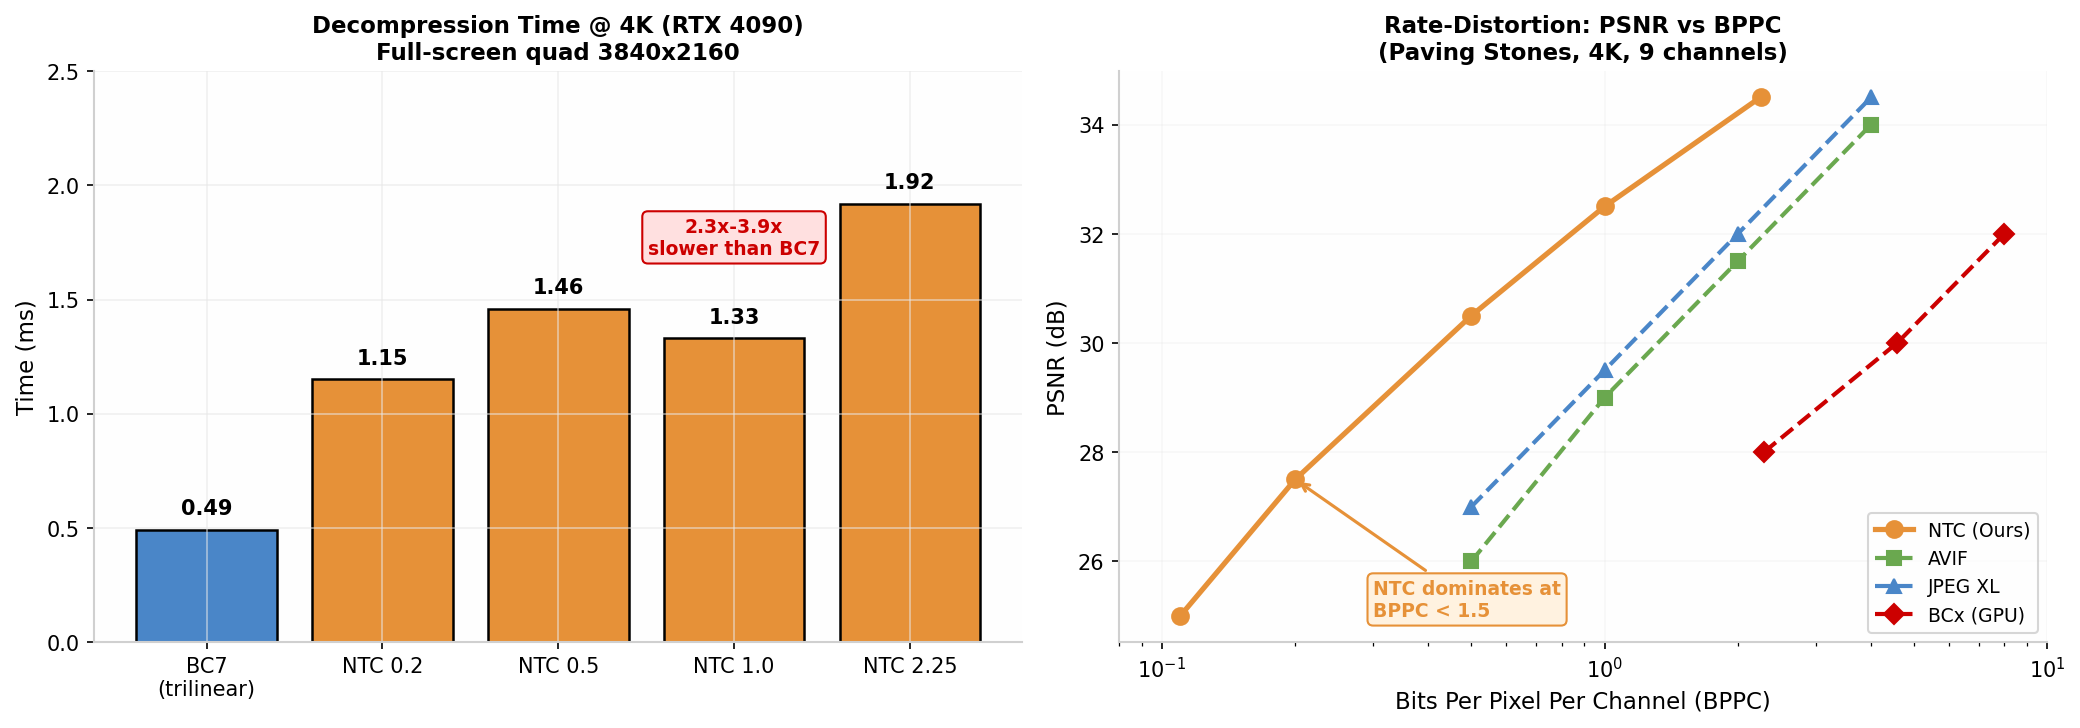 Decompression Time @ 4K (RTX 4090)
Full-screen quad 3840x2160
Time (ms)
2.5
2.0
1.5
1.0
0.5
0.0
0.49
1.15
1.46
1.33
1.92
2.3x-3.9x
slower than BC7
BC7
(trilinear)
NTC 0.2
NTC 0.5
NTC 1.0
NTC 2.25
Rate-Distortion: PSNR vs BPPC
(Paving Stones, 4K, 9 channels)
PSNR (dB)
34
32
30
28
26
NTC dominates at
BPPC < 1.5
NTC (Ours)
AVIF
JPEG XL
BCx (GPU)
10⁻¹
10⁰
10¹
Bits Per Pixel Per Channel (BPPC)